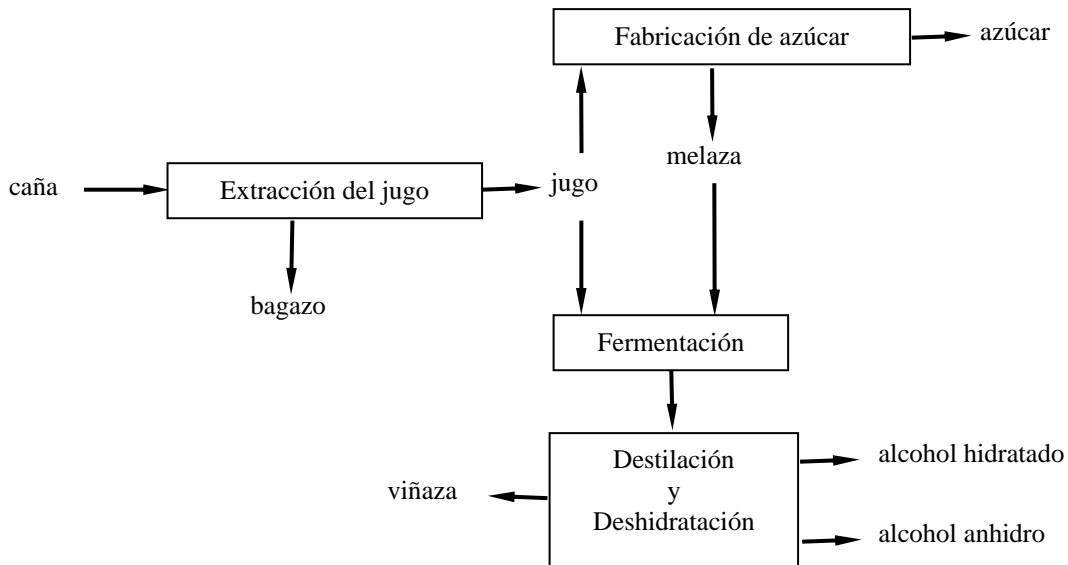 Fabricación de azúcar
azúcar
melaza
caña
Extracción del jugo
jugo
bagazo
Fermentación
Destilación
y
Deshidratación
alcohol hidratado
viñaza
alcohol anhidro